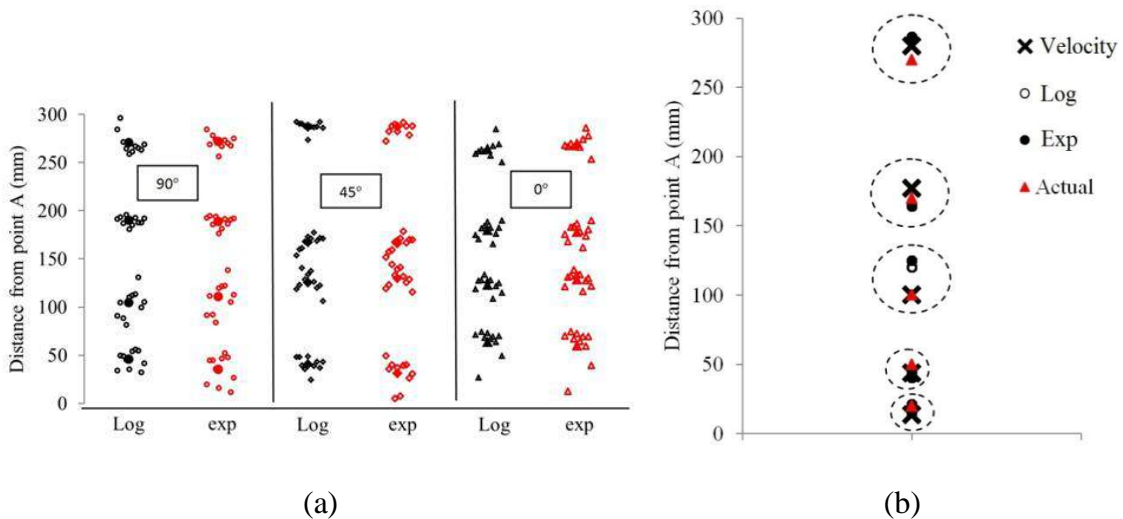 Distance from point A (mm)
300
250
200
150
100
50
0
90°
45°
0°
Log
exp
Log
exp
Log
exp
(a)
Distance from point A (mm)
300
250
200
150
100
50
0
Velocity
Log
Exp
Actual
(b)